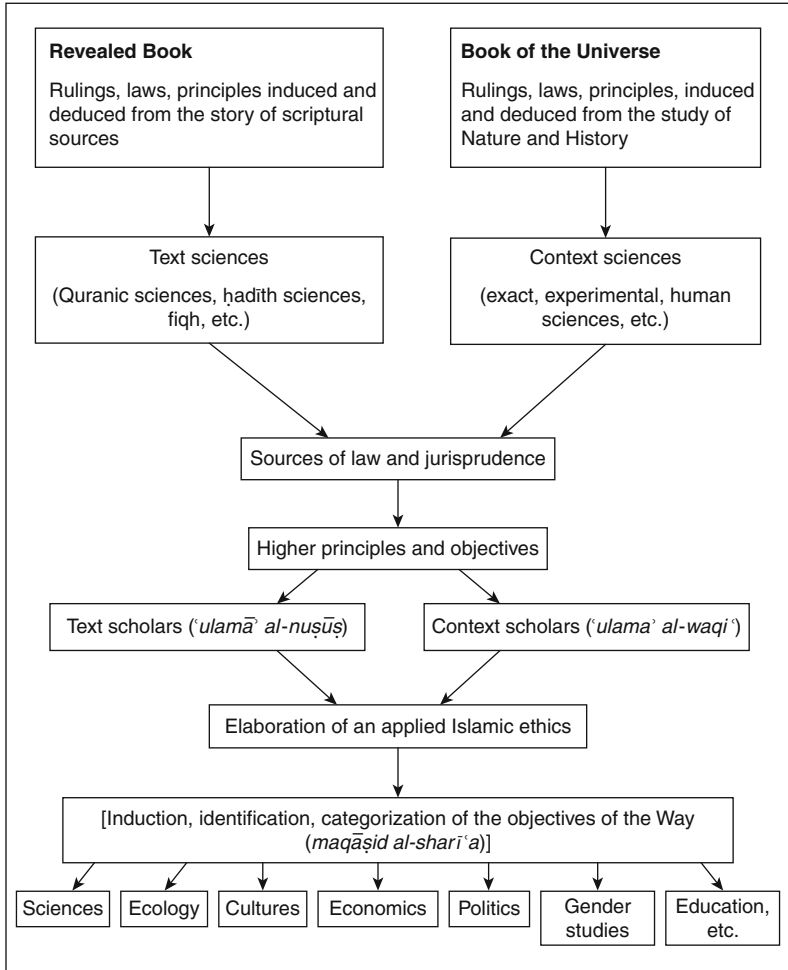 Revealed Book
Rulings, laws, principles induced and
deduced from the story of scriptural
sources
Book of the Universe
Rulings, laws, principles, induced
and deduced from the study of
Nature and History
Text sciences
(Quranic sciences, ḥadīth sciences,
fiqh, etc.)
Context sciences
(exact, experimental, human
sciences, etc.)
Sources of law and jurisprudence
Higher principles and objectives
Text scholars (ʿulamāʾ al-nuṣūṣ)
Context scholars (ʿulamaʾ al-waqiʿ)
Elaboration of an applied Islamic ethics
[Induction, identification, categorization of the objectives of the Way
(maqāṣid al-sharīʿa)]
Sciences
Ecology
Cultures
Economics
Politics
Gender
studies
Education,
etc.